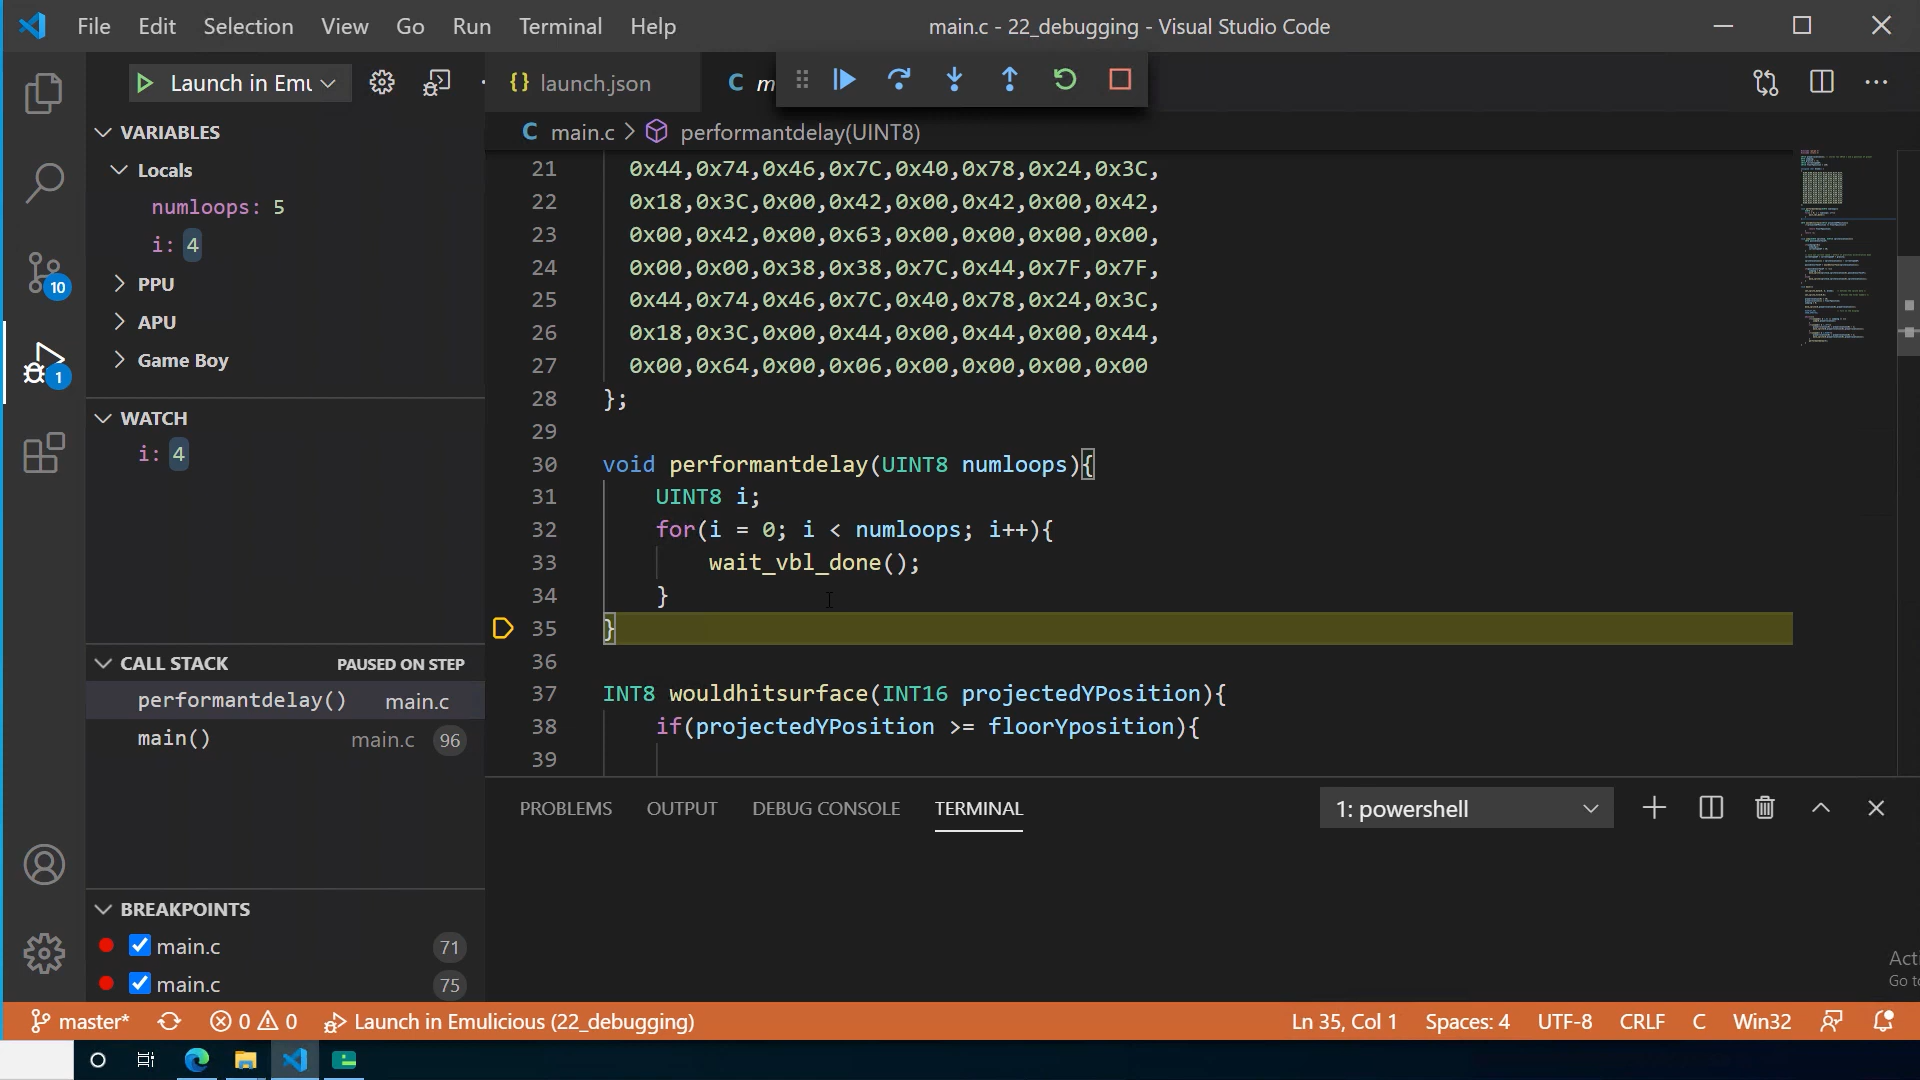 File Edit Selection View Go Run Terminal Help
main.c - 22_debugging - Visual Studio Code
Launch in Emu
{} launch.json
C m
VARIABLES
Locals
numloops: 5
i: 4
PPU
APU
Game Boy
WATCH
i: 4
CALL STACK PAUSED ON STEP
performantdelay() main.c
main() main.c 96
BREAKPOINTS
main.c 71
main.c 75
10
1
C main.c > performantdelay(UINT8)
21 0x44,0x74,0x46,0x7C,0x40,0x78,0x24,0x3C,
22 0x18,0x3C,0x00,0x42,0x00,0x42,0x00,0x42,
23 0x00,0x42,0x00,0x63,0x00,0x00,0x00,0x00,
24 0x00,0x00,0x38,0x38,0x7C,0x44,0x7F,0x7F,
25 0x44,0x74,0x46,0x7C,0x40,0x78,0x24,0x3C,
26 0x18,0x3C,0x00,0x44,0x00,0x44,0x00,0x44,
27 0x00,0x64,0x00,0x06,0x00,0x00,0x00,0x00
28 };
29
30 void performantdelay(UINT8 numloops){
31 UINT8 i;
32 for(i = 0; i < numloops; i++){
33 wait_vbl_done();
34 }
35 }
36
37 INT8 wouldhitsurface(INT16 projectedYPosition){
38 if(projectedYPosition >= floorYposition){
39
PROBLEMS OUTPUT DEBUG CONSOLE TERMINAL
1: powershell
Acti
Go to
master* 0 0 Launch in Emulicious (22_debugging)
Ln 35, Col 1 Spaces: 4 UTF-8 CRLF C Win32